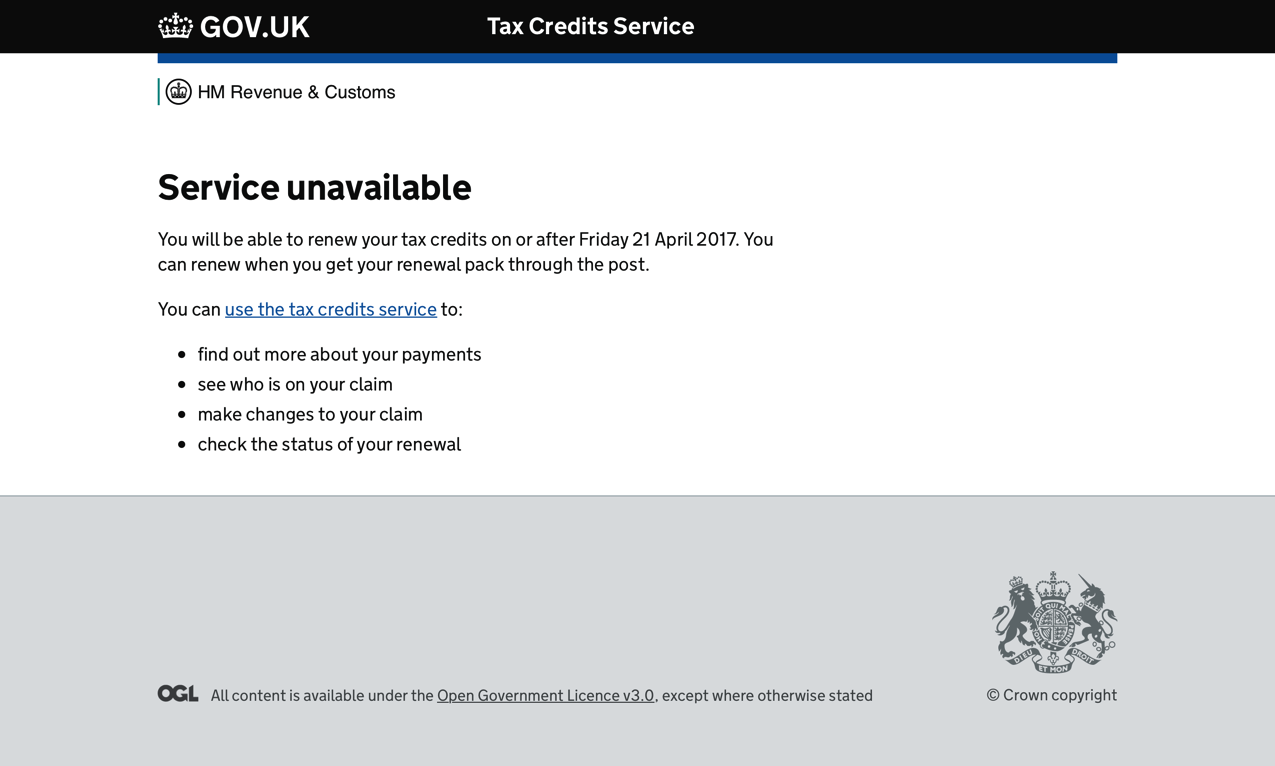 GOV.UK
Tax Credits Service
HM Revenue & Customs
Service unavailable
You will be able to renew your tax credits on or after Friday 21 April 2017. You
can renew when you get your renewal pack through the post.
You can use the tax credits service to:
find out more about your payments
see who is on your claim
make changes to your claim
check the status of your renewal
DIEU ET MON DROIT
OGL All content is available under the Open Government Licence v3.0, except where otherwise stated
© Crown copyright